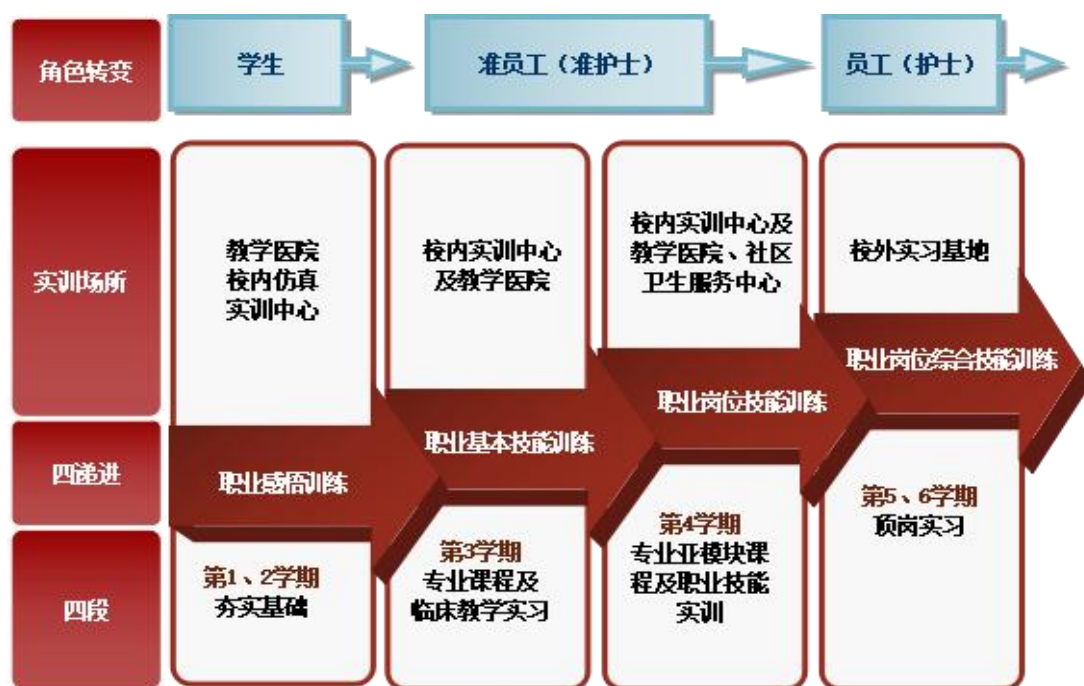 角色转变
学生
准员工（准护士）
员工（护士）
实训场所
教学医院
校内仿真
实训中心
校内实训中心
及教学医院
校内实训中心及
教学医院、社区
卫生服务中心
校外实习基地
四递进
职业感悟训练
职业基本技能训练
职业岗位技能训练
职业岗位综合技能训练
四段
第1、2学期
夯实基础
第3学期
专业课程及
临床教学实习
第4学期
专业亚模块课
程及职业技能
实训
第5、6学期
顶岗实习